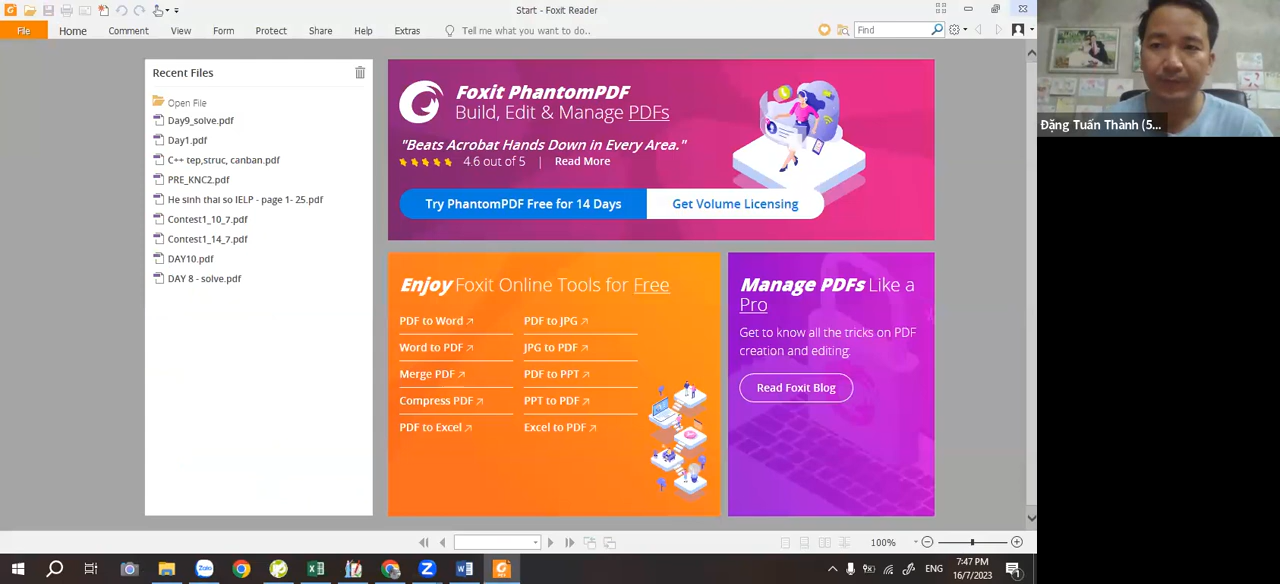 Start - Foxit Reader
File Home Comment View Form Protect Share Help Extras Tell me what you want to do.. Find
Recent Files
Open File
Day9_solve.pdf
Day1.pdf
C++ tep,struc, canban.pdf
PRE_KNC2.pdf
He sinh thai so IELP - page 1- 25.pdf
Contest1_10_7.pdf
Contest1_14_7.pdf
DAY10.pdf
DAY 8 - solve.pdf
Foxit PhantomPDF
Build, Edit & Manage PDFs
"Beats Acrobat Hands Down in Every Area."
4.6 out of 5 | Read More
Try PhantomPDF Free for 14 Days Get Volume Licensing
Enjoy Foxit Online Tools for Free
PDF to Word PDF to JPG
Word to PDF JPG to PDF
Merge PDF PDF to PPT
Compress PDF PPT to PDF
PDF to Excel Excel to PDF
Manage PDFs Like a
Pro
Get to know all the tricks on PDF
creation and editing.
Read Foxit Blog
Đặng Tuấn Thành (5...
100%
Zalo
ENG
7:47 PM
16/7/2023